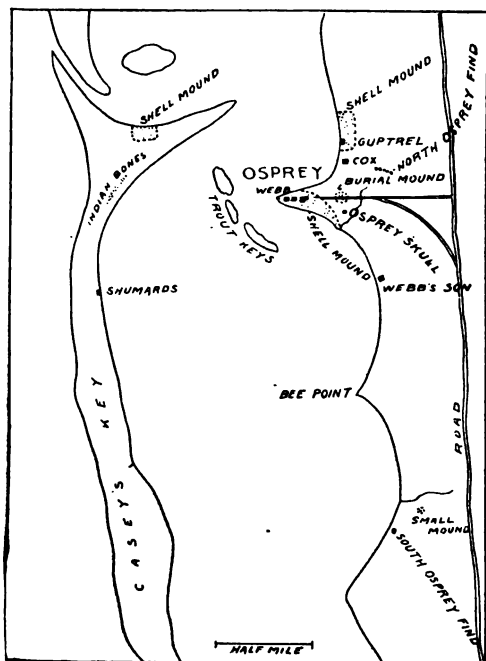 SHELL MOUND
SHELL MOUND
NORTH OSPREY FIND
GUPTREL
COX
INDIAN BONES
OSPREY
BURIAL MOUND
WEBB
TROUT KEYS
SHELL MOUND
OSPREY SKULL
WEBB'S SON
SHUMARDS
BEE POINT
ROAD
CASEY'S KEY
SMALL MOUND
SOUTH OSPREY FIND
HALF MILE